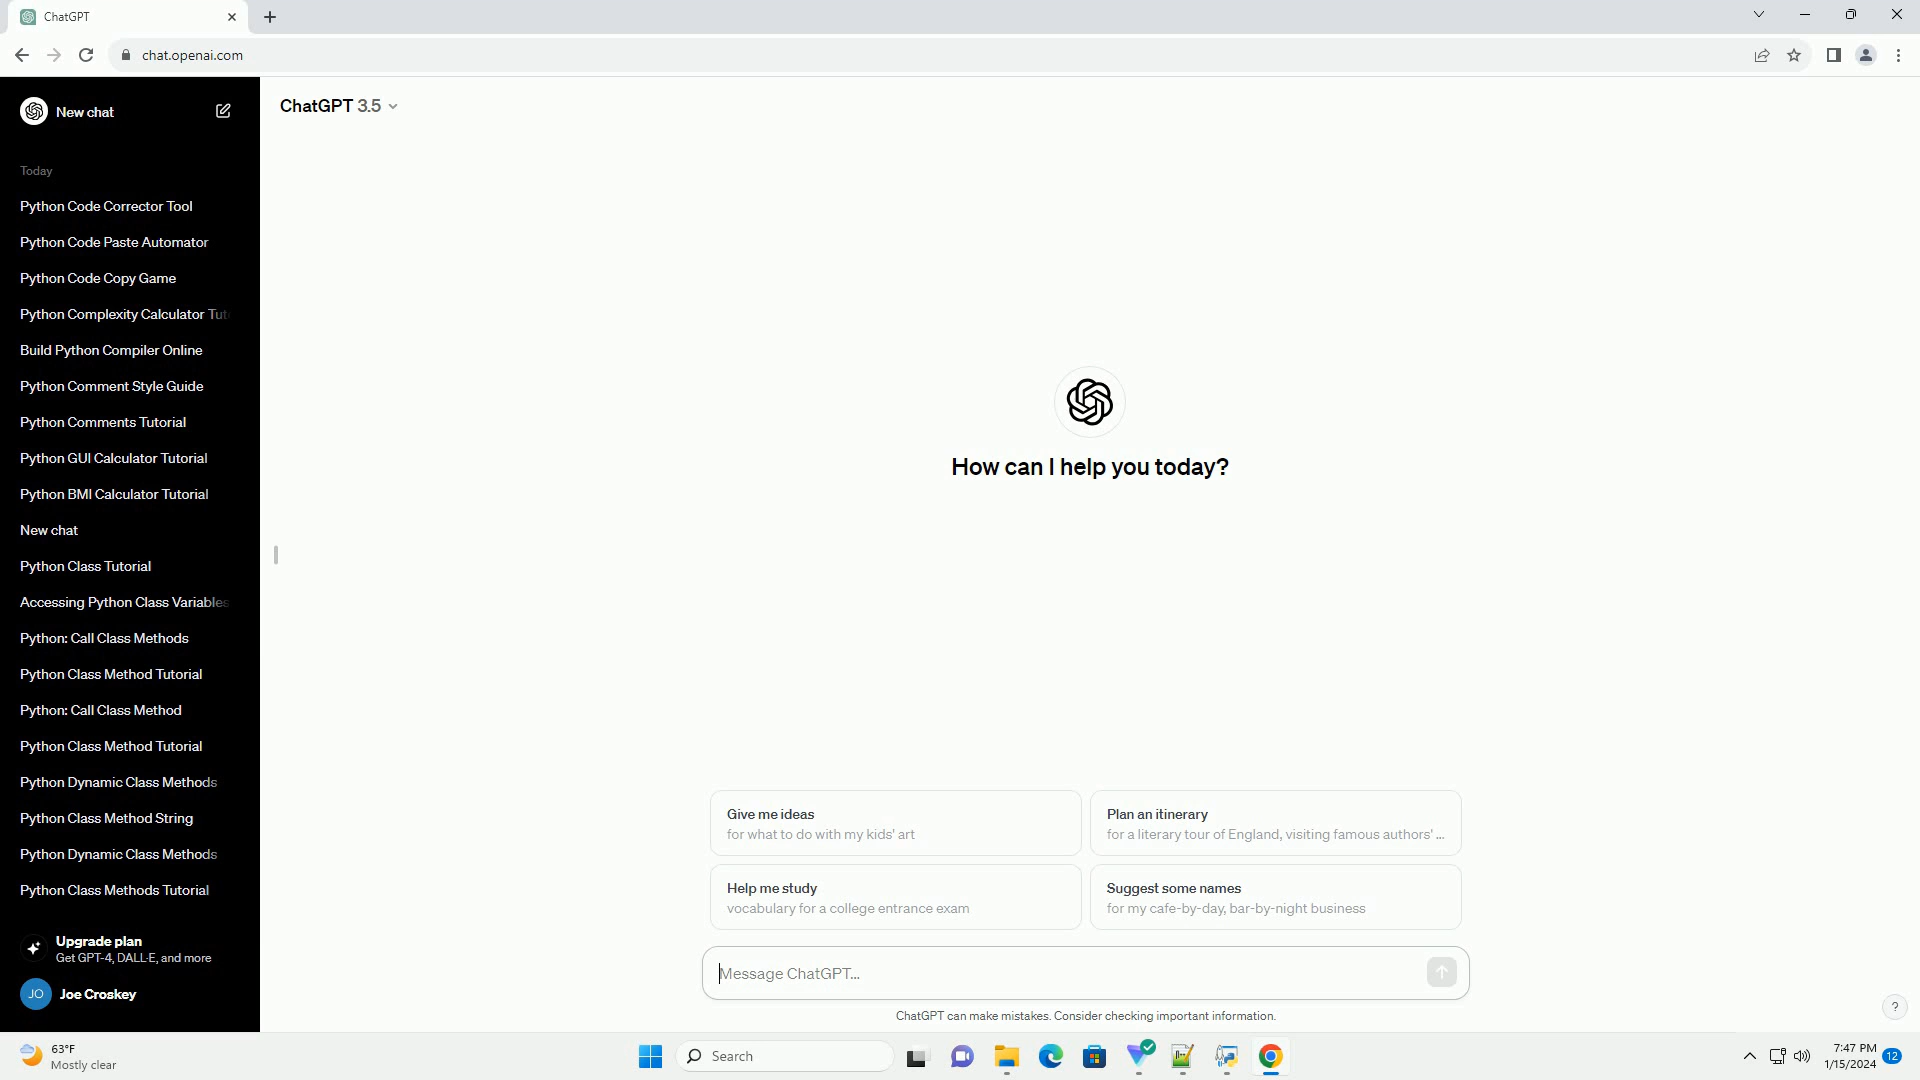 ChatGPT
chat.openai.com
New chat
ChatGPT 3.5
Today
Python Code Corrector Tool
Python Code Paste Automator
Python Code Copy Game
Python Complexity Calculator Tut
Build Python Compiler Online
Python Comment Style Guide
Python Comments Tutorial
Python GUI Calculator Tutorial
Python BMI Calculator Tutorial
New chat
Python Class Tutorial
Accessing Python Class Variables
Python: Call Class Methods
Python Class Method Tutorial
Python: Call Class Method
Python Class Method Tutorial
Python Dynamic Class Methods
Python Class Method String
Python Dynamic Class Methods
Python Class Methods Tutorial
Upgrade plan
Get GPT-4, DALL·E, and more
JO Joe Croskey
How can I help you today?
Give me ideas
for what to do with my kids' art
Plan an itinerary
for a literary tour of England, visiting famous authors' ...
Help me study
vocabulary for a college entrance exam
Suggest some names
for my cafe-by-day, bar-by-night business
Message ChatGPT...
ChatGPT can make mistakes. Consider checking important information.
?
63°F
Mostly clear
Search
7:47 PM
1/15/2024
12